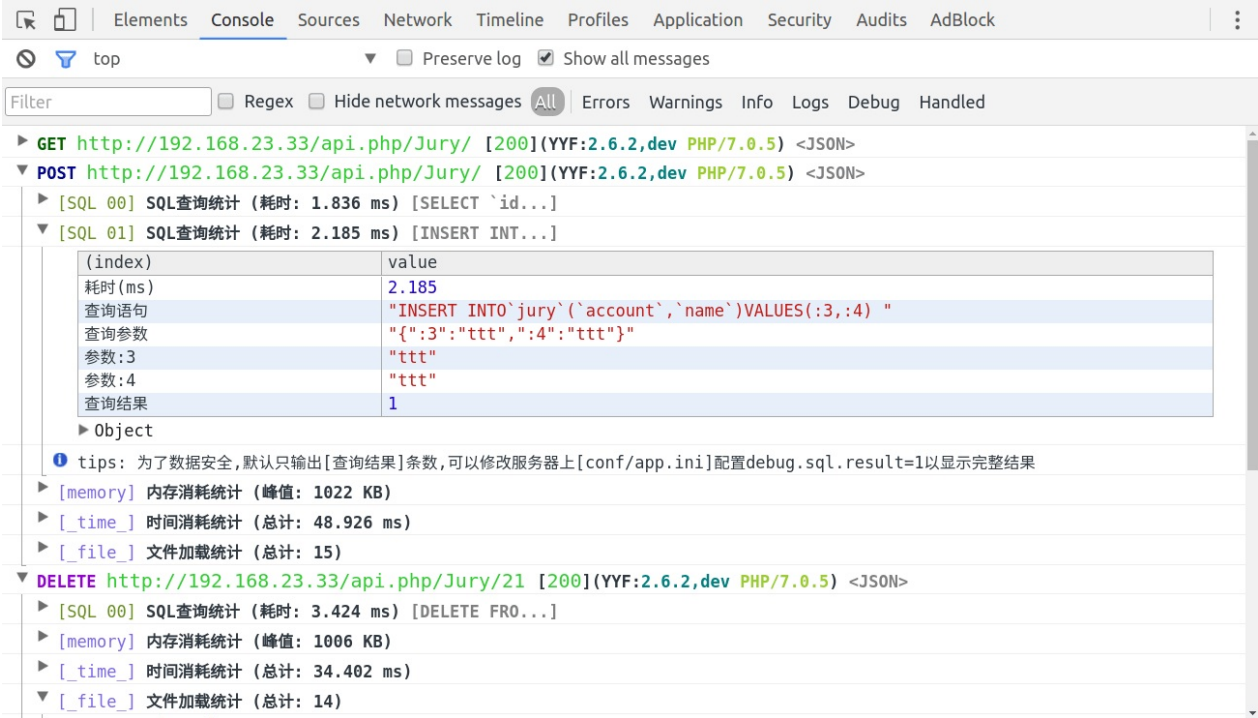 Elements Console Sources Network Timeline Profiles Application Security Audits AdBlock
top Preserve log Show all messages
Filter Regex Hide network messages All Errors Warnings Info Logs Debug Handled
GET http://192.168.23.33/api.php/Jury/ [200](YYF:2.6.2,dev PHP/7.0.5) <JSON>
POST http://192.168.23.33/api.php/Jury/ [200](YYF:2.6.2,dev PHP/7.0.5) <JSON>
[SQL 00] SQL查询统计 (耗时: 1.836 ms) [SELECT `id...]
[SQL 01] SQL查询统计 (耗时: 2.185 ms) [INSERT INT...]
(index) value
耗时(ms) 2.185
查询语句 "INSERT INTO`jury`(`account`,`name`)VALUES(:3,:4) "
查询参数 "{":3":"ttt",":4":"ttt"}"
参数:3 "ttt"
参数:4 "ttt"
查询结果 1
Object
tips: 为了数据安全,默认只输出[查询结果]条数,可以修改服务器上[conf/app.ini]配置debug.sql.result=1以显示完整结果
[memory] 内存消耗统计 (峰值: 1022 KB)
[_time_] 时间消耗统计 (总计: 48.926 ms)
[_file_] 文件加载统计 (总计: 15)
DELETE http://192.168.23.33/api.php/Jury/21 [200](YYF:2.6.2,dev PHP/7.0.5) <JSON>
[SQL 00] SQL查询统计 (耗时: 3.424 ms) [DELETE FRO...]
[memory] 内存消耗统计 (峰值: 1006 KB)
[_time_] 时间消耗统计 (总计: 34.402 ms)
[_file_] 文件加载统计 (总计: 14)